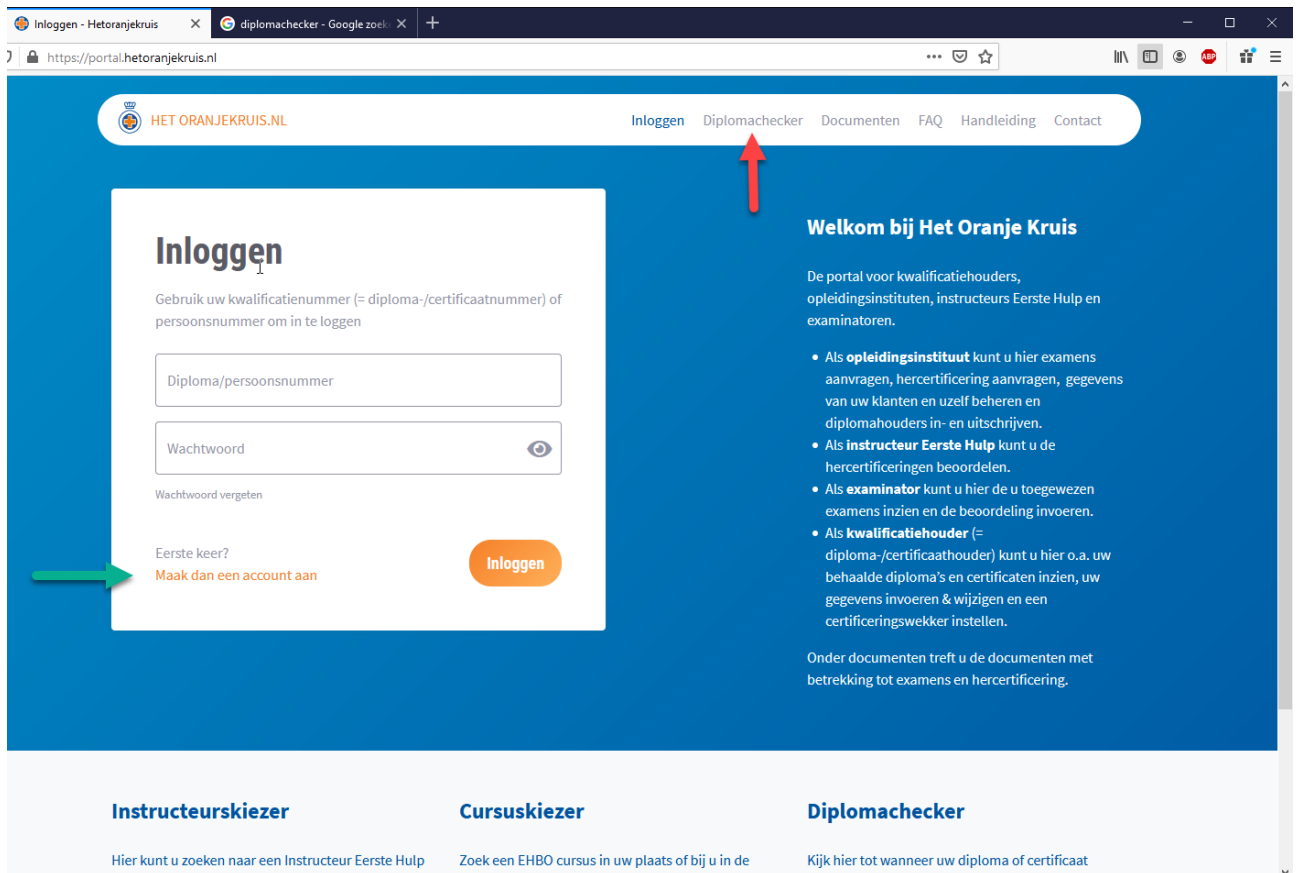 Inloggen - Hetoranjekruis
diplomachecker - Google zoek
https://portal.hetoranjekruis.nl
ABP
HET ORANJEKRUIS.NL
Inloggen Diplomachecker Documenten FAQ Handleiding Contact
Inloggen
Gebruik uw kwalificatienummer (= diploma-/certificaatnummer) of
persoonsnummer om in te loggen
Diploma/persoonsnummer
Wachtwoord
Wachtwoord vergeten
Eerste keer?
Maak dan een account aan
Inloggen
Welkom bij Het Oranje Kruis
De portal voor kwalificatiehouders,
opleidingsinstituten, instructeurs Eerste Hulp en
examinatoren.
• Als opleidingsinstituut kunt u hier examens
aanvragen, hercertificering aanvragen, gegevens
van uw klanten en uzelf beheren en
diplomahouders in- en uitschrijven.
• Als instructeur Eerste Hulp kunt u de
hercertificeringen beoordelen.
• Als examinator kunt u hier de u toegewezen
examens inzien en de beoordeling invoeren.
• Als kwalificatiehouder (=
diploma-/certificaathouder) kunt u hier o.a. uw
behaalde diploma's en certificaten inzien, uw
gegevens invoeren & wijzigen en een
certificeringswekker instellen.
Onder documenten treft u de documenten met
betrekking tot examens en hercertificering.
Instructeurskiezer
Hier kunt u zoeken naar een Instructeur Eerste Hulp
Cursuskiezer
Zoek een EHBO cursus in uw plaats of bij u in de
Diplomachecker
Kijk hier tot wanneer uw diploma of certificaat